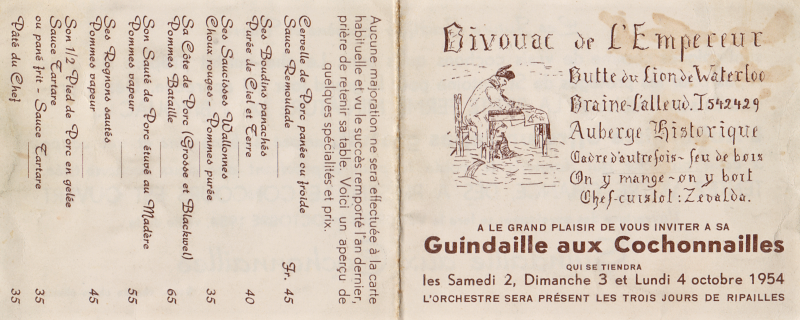 Bivouac de L'Empereur
Butte du Lion de Waterloo
Braine-L'alleud. T 542429
Auberge Historique
Cadre d'autrefois - feu de bois
On y mange - on y boit
Chef-cuistot : Zevalda.
A LE GRAND PLAISIR DE VOUS INVITER A SA
Guindaille aux Cochonnailles
QUI SE TIENDRA
les Samedi 2, Dimanche 3 et Lundi 4 octobre 1954
L'ORCHESTRE SERA PRÉSENT LES TROIS JOURS DE RIPAILLES
Aucune majoration ne sera effectuée à la carte
habituelle et vu le succès remporté l'an dernier,
prière de retenir sa table. Voici un aperçu de
quelques spécialités et prix.
Cervelle de Porc panée ou froide
Sauce Remoulade Fr. 45
Ses Boudins panachés
Purée de Ciel et Terre 40
Ses Saucisses Wallonnes
Choux rouges - Pommes purée 35
Sa Côte de Porc (Grosse et Blackwel)
Pommes Bataille 65
Son Sauté de Porc étuvé au Madère
Pommes vapeur 55
Ses Rognons sautés
Pommes vapeur 45
Son 1/2 Pied de Porc en gelée
Sauce Tartare 35
ou pané frit - Sauce Tartare 35
Pâté du Chef 35